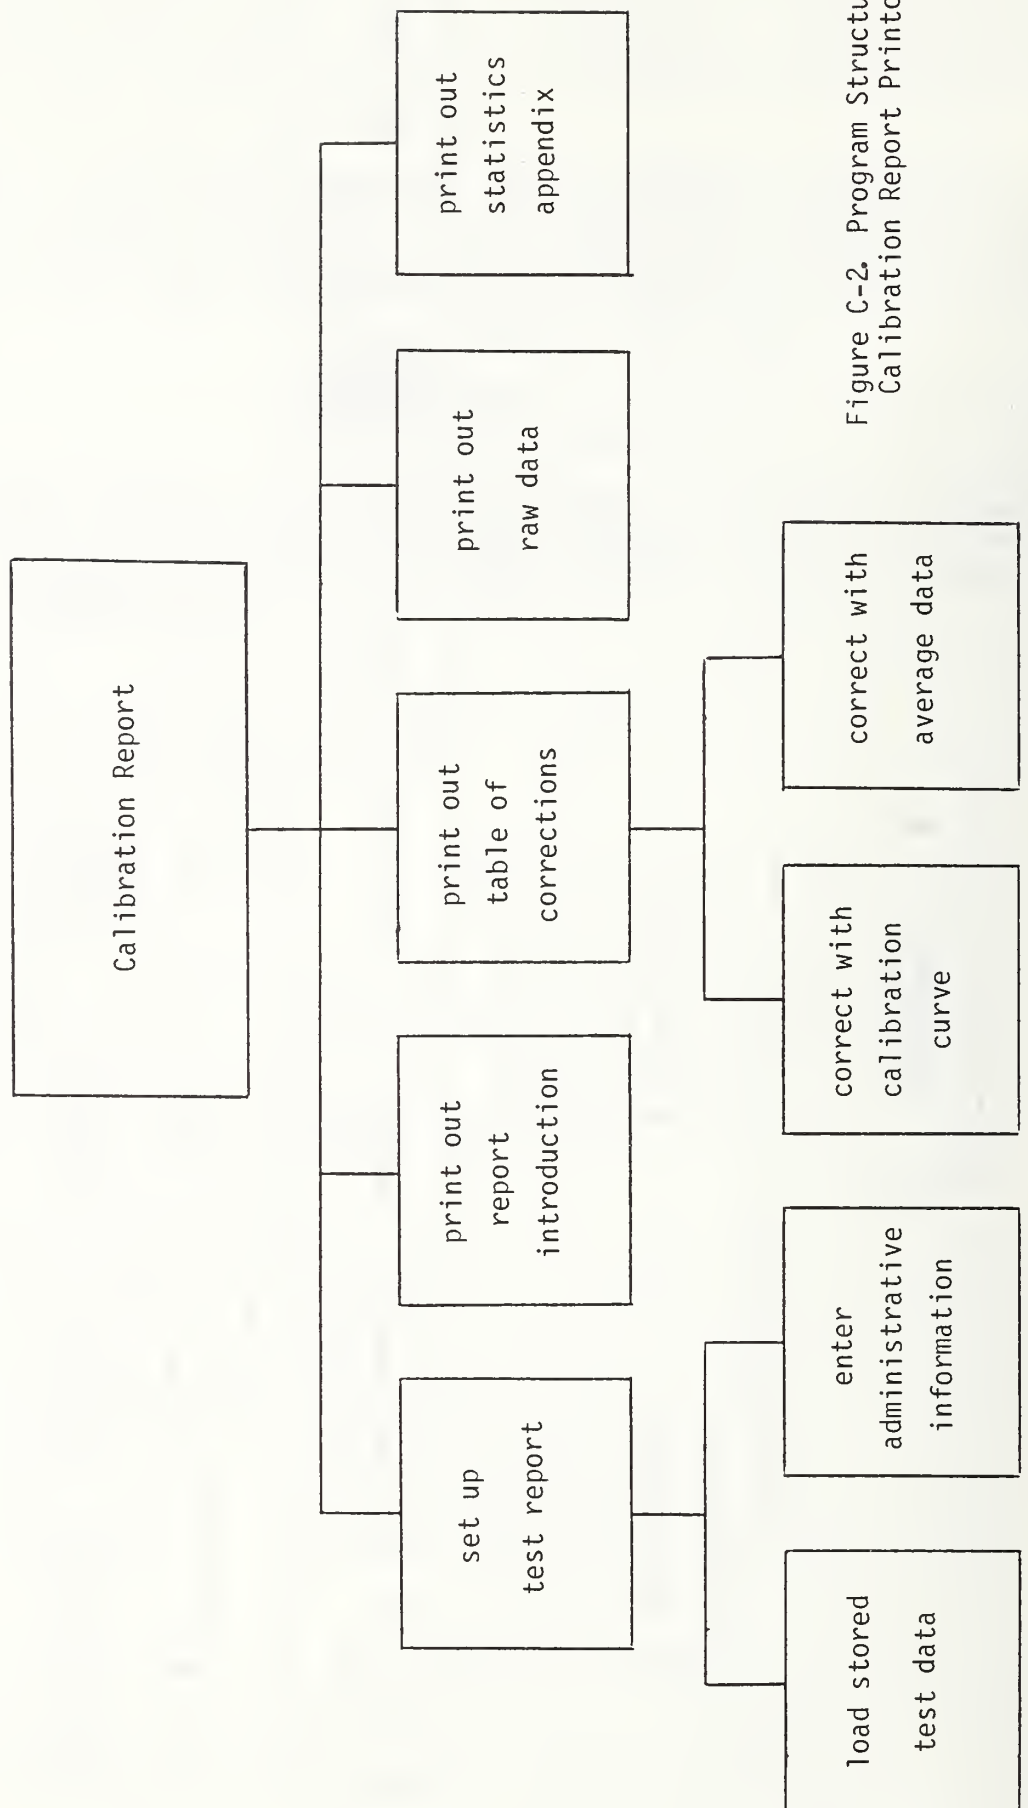 Calibration Report
set up
test report
print out
report
introduction
print out
table of
corrections
print out
raw data
print out
statistics
appendix
load stored
test data
enter
administrative
information
correct with
calibration
curve
correct with
average data
Figure C-2. Program
Calibration Report